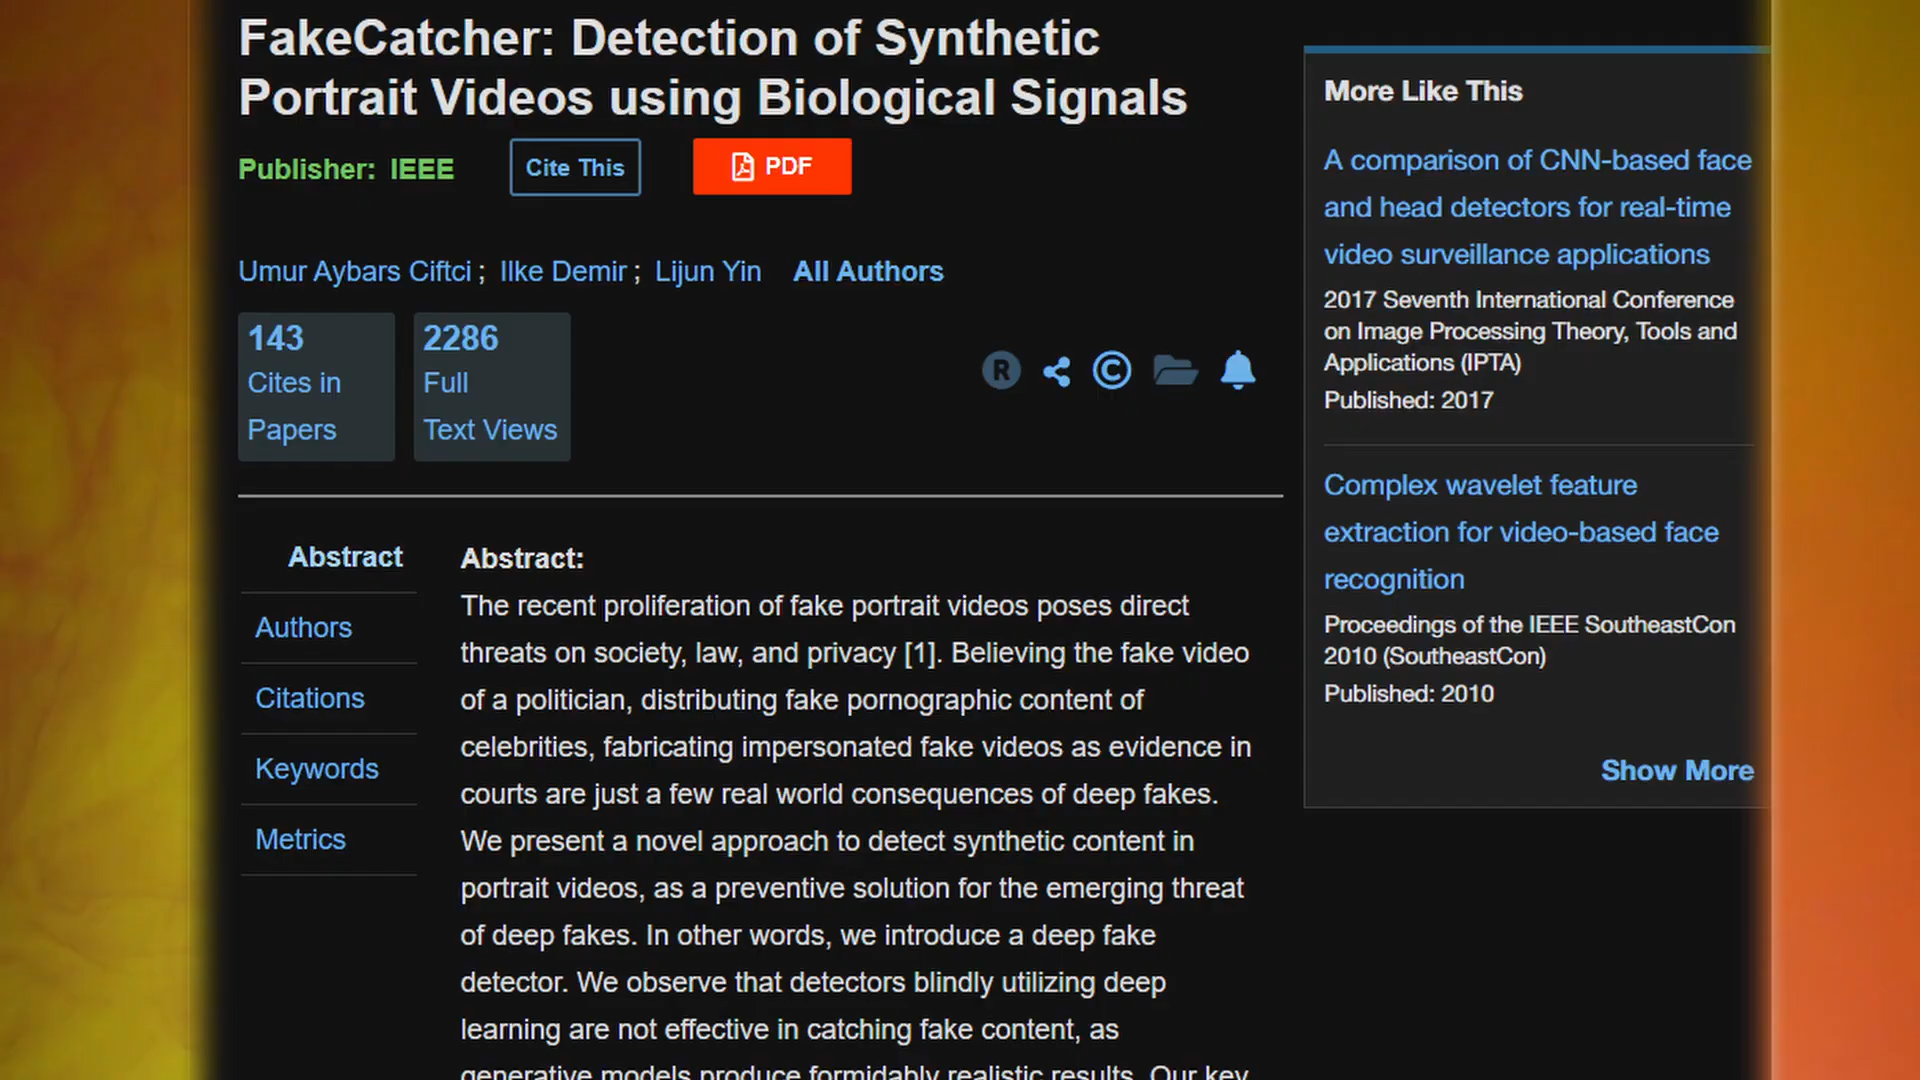 FakeCatcher: Detection of Synthetic
Portrait Videos using Biological Signals
Publisher: IEEE
Cite This
PDF
Umur Aybars Ciftci ; Ilke Demir ; Lijun Yin All Authors
143
Cites in
Papers
2286
Full
Text Views
R
C
Abstract
Authors
Citations
Keywords
Metrics
Abstract:
The recent proliferation of fake portrait videos poses direct
threats on society, law, and privacy [1]. Believing the fake video
of a politician, distributing fake pornographic content of
celebrities, fabricating impersonated fake videos as evidence in
courts are just a few real world consequences of deep fakes.
We present a novel approach to detect synthetic content in
portrait videos, as a preventive solution for the emerging threat
of deep fakes. In other words, we introduce a deep fake
detector. We observe that detectors blindly utilizing deep
learning are not effective in catching fake content, as
generative models produce formidably realistic results. Our key
More Like This
A comparison of CNN-based face
and head detectors for real-time
video surveillance applications
2017 Seventh International Conference
on Image Processing Theory, Tools and
Applications (IPTA)
Published: 2017
Complex wavelet feature
extraction for video-based face
recognition
Proceedings of the IEEE SoutheastCon
2010 (SoutheastCon)
Published: 2010
Show More